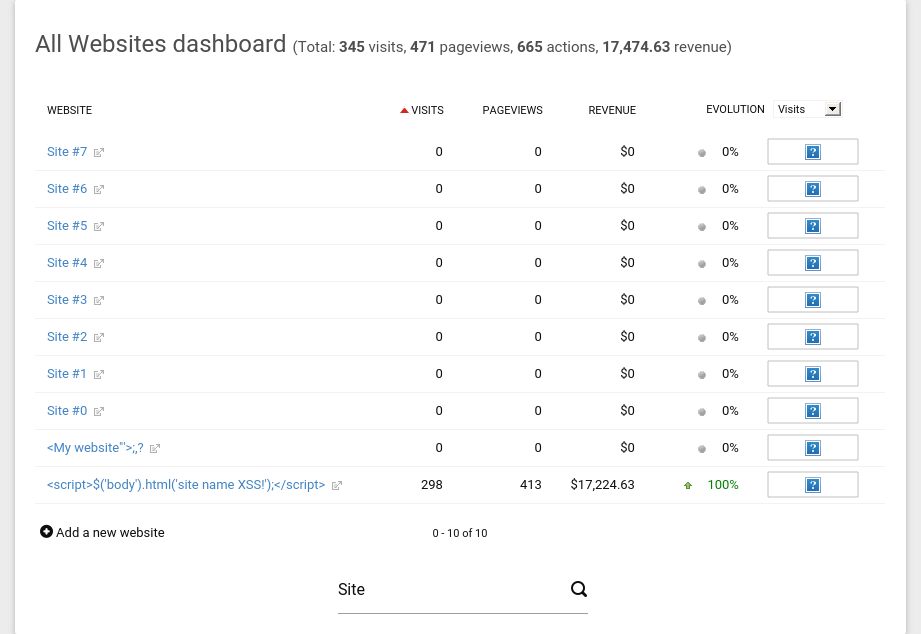 All Websites dashboard (Total: 345 visits, 471 pageviews, 665 actions, 17,474.63 revenue)
WEBSITE VISITS PAGEVIEWS REVENUE EVOLUTION Visits
Site #7 0 0 $0 0% ?
Site #6 0 0 $0 0% ?
Site #5 0 0 $0 0% ?
Site #4 0 0 $0 0% ?
Site #3 0 0 $0 0% ?
Site #2 0 0 $0 0% ?
Site #1 0 0 $0 0% ?
Site #0 0 0 $0 0% ?
<My website"'>;,? 0 0 $0 0% ?
<script>$('body').html('site name XSS!');</script> 298 413 $17,224.63 100% ?
Add a new website 0 - 10 of 10
Site